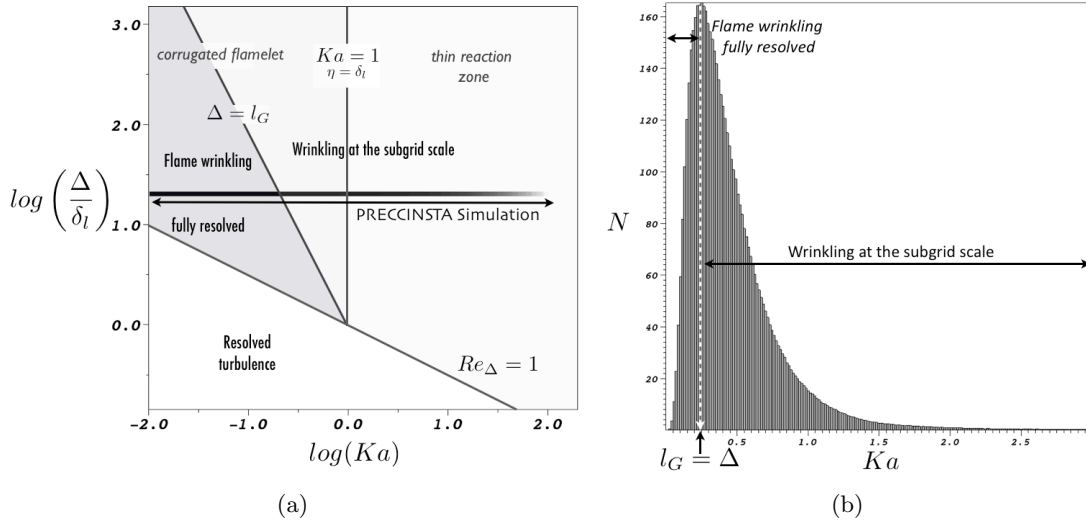 3.0
2.0
1.0
0.0
-2.0
-1.0
0.0
1.0
2.0
log(Δ/δₗ)
log(Ka)
corrugated flamelet
Ka = 1
η = δₗ
thin reaction
zone
Δ = l_G
Flame wrinkling
Wrinkling at the subgrid scale
PRECCINSTA Simulation
fully resolved
Resolved
turbulence
Re_Δ = 1
(a)
160
140
120
100
80
60
40
20
N
Flame wrinkling
fully resolved
Wrinkling at the subgrid scale
0.5
1.0
1.5
2.0
2.5
l_G = Δ
Ka
(b)